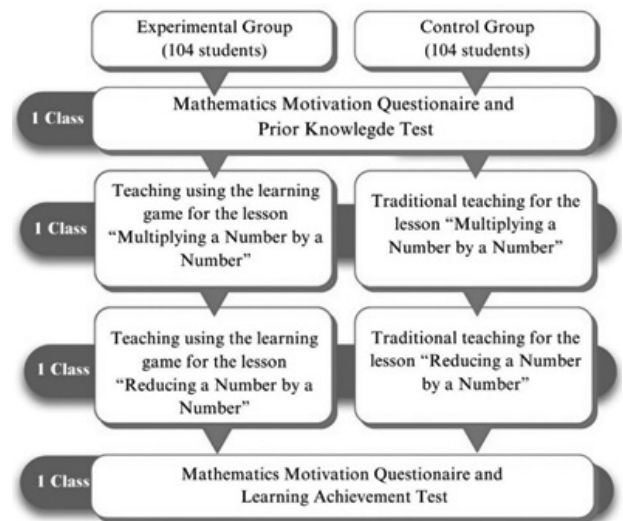 Experimental Group
(104 students)
Control Group
(104 students)
1 Class
Mathematics Motivation Questionaire and
Prior Knowlegde Test
1 Class
Teaching using the learning
game for the lesson
“Multiplying a Number by a
Number”
Traditional teaching for the
lesson “Multiplying a
Number by a Number”
1 Class
Teaching using the learning
game for the lesson
“Reducing a Number by a
Number”
Traditional teaching for the
lesson “Reducing a Number
by a Number”
1 Class
Mathematics Motivation Questionaire and
Learning Achievement Test